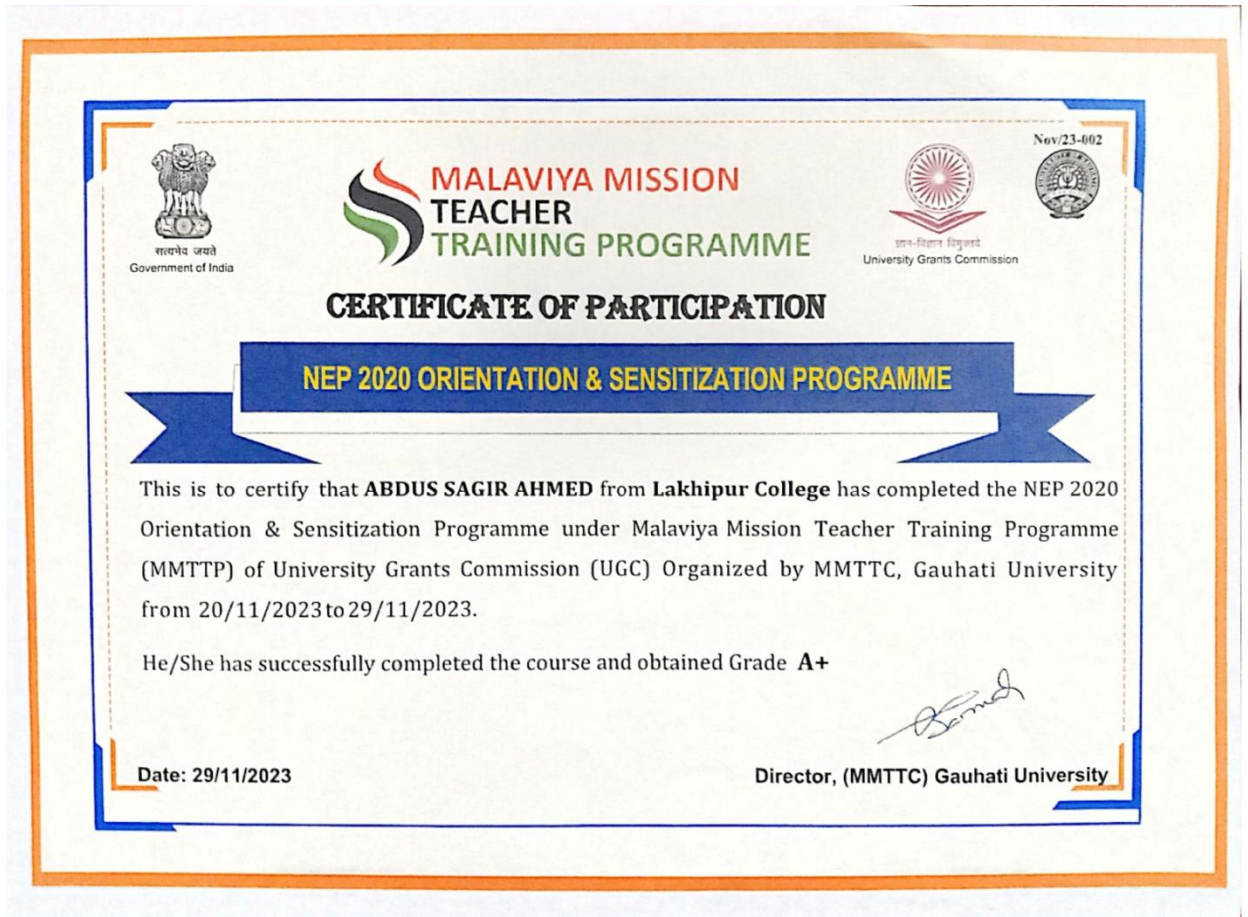 Nov/23-002
सत्यमेव जयते
Government of India
MALAVIYA MISSION
TEACHER
TRAINING PROGRAMME
ज्ञान-विज्ञान विमुक्तये
University Grants Commission
CERTIFICATE OF PARTICIPATION
NEP 2020 ORIENTATION & SENSITIZATION PROGRAMME
This is to certify that ABDUS SAGIR AHMED from Lakhipur College has completed the NEP 2020
Orientation & Sensitization Programme under Malaviya Mission Teacher Training Programme
(MMTTP) of University Grants Commission (UGC) Organized by MMTTC, Gauhati University
from 20/11/2023 to 29/11/2023.
He/She has successfully completed the course and obtained Grade A+
Date: 29/11/2023
Director, (MMTTC) Gauhati University